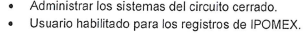 • Administrar los sistemas del circuito cerrado.
• Usuario habilitado para los registros de IPOMEX.